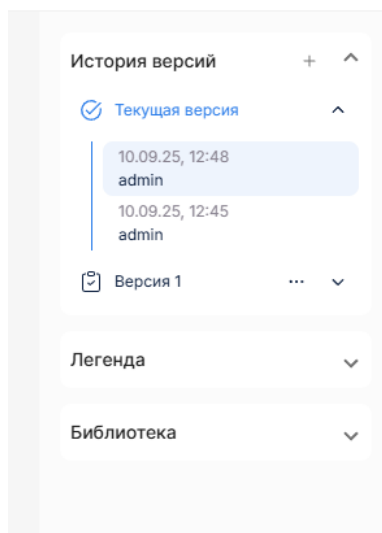 История версий
Текущая версия
10.09.25, 12:48
admin
10.09.25, 12:45
admin
Версия 1
Легенда
Библиотека